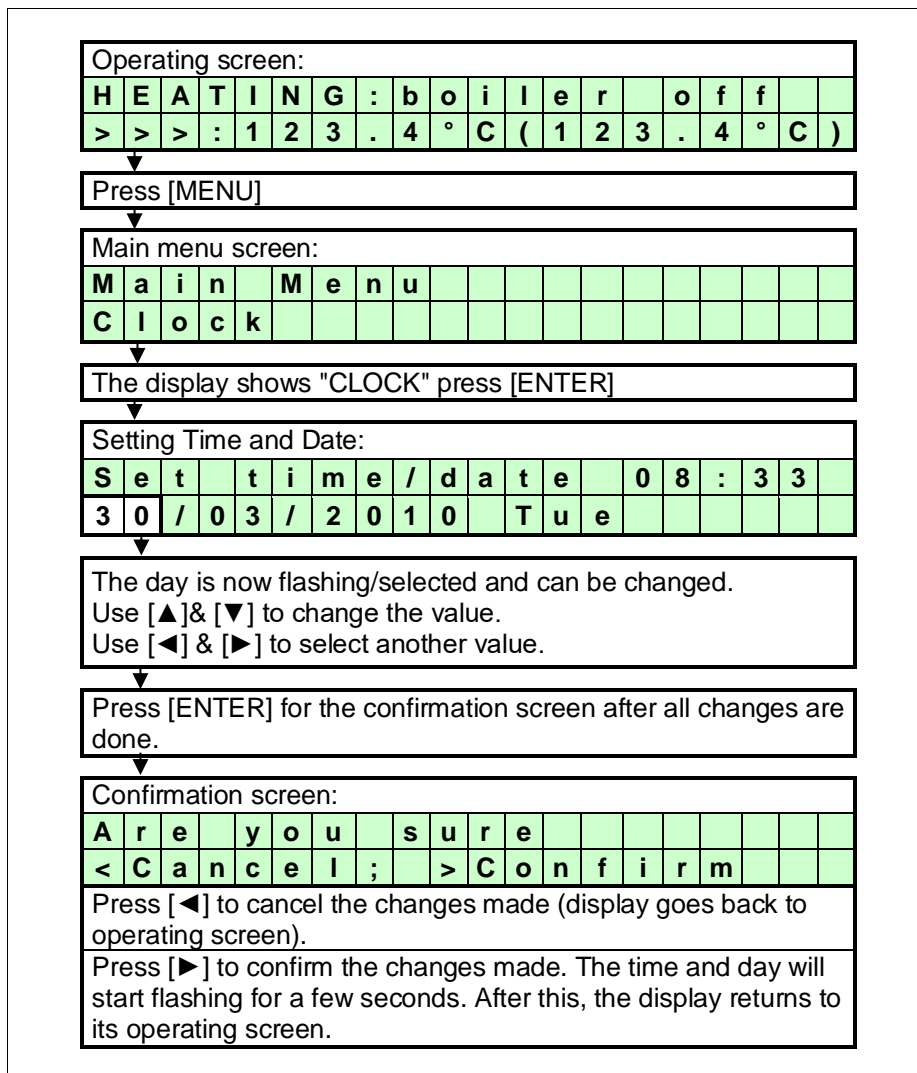 Operating screen:
HEATING:boiler off
>>>:123.4°C(123.4°C)
Press [MENU]
Main menu screen:
Main Menu
Clock
The display shows "CLOCK" press [ENTER]
Setting Time and Date:
Set time/date 08:33
30/03/2010 Tue
The day is now flashing/selected and can be changed.
Use [▲]& [▼] to change the value.
Use [◄] & [►] to select another value.
Press [ENTER] for the confirmation screen after all changes are
done.
Confirmation screen:
Are you sure
<Cancel; >Confirm
Press [◄] to cancel the changes made (display goes back to
operating screen).
Press [►] to confirm the changes made. The time and day will
start flashing for a few seconds. After this, the display returns to
its operating screen.